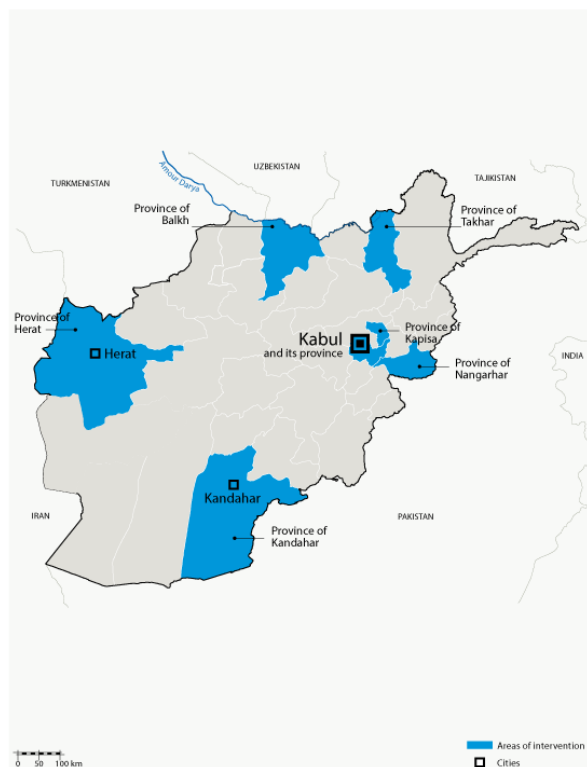 UZBEKISTAN
Amour Darya
TAJIKISTAN
TURKMENISTAN
Province of
Balkh
Province of
Takhar
Province of
Herat
Herat
Kabul
and its province
Province of
Kapisa
Province of
Nangarhar
INDIA
Kandahar
IRAN
PAKISTAN
Province of
Kandahar
Areas of intervention
Cities
0 50 100 km